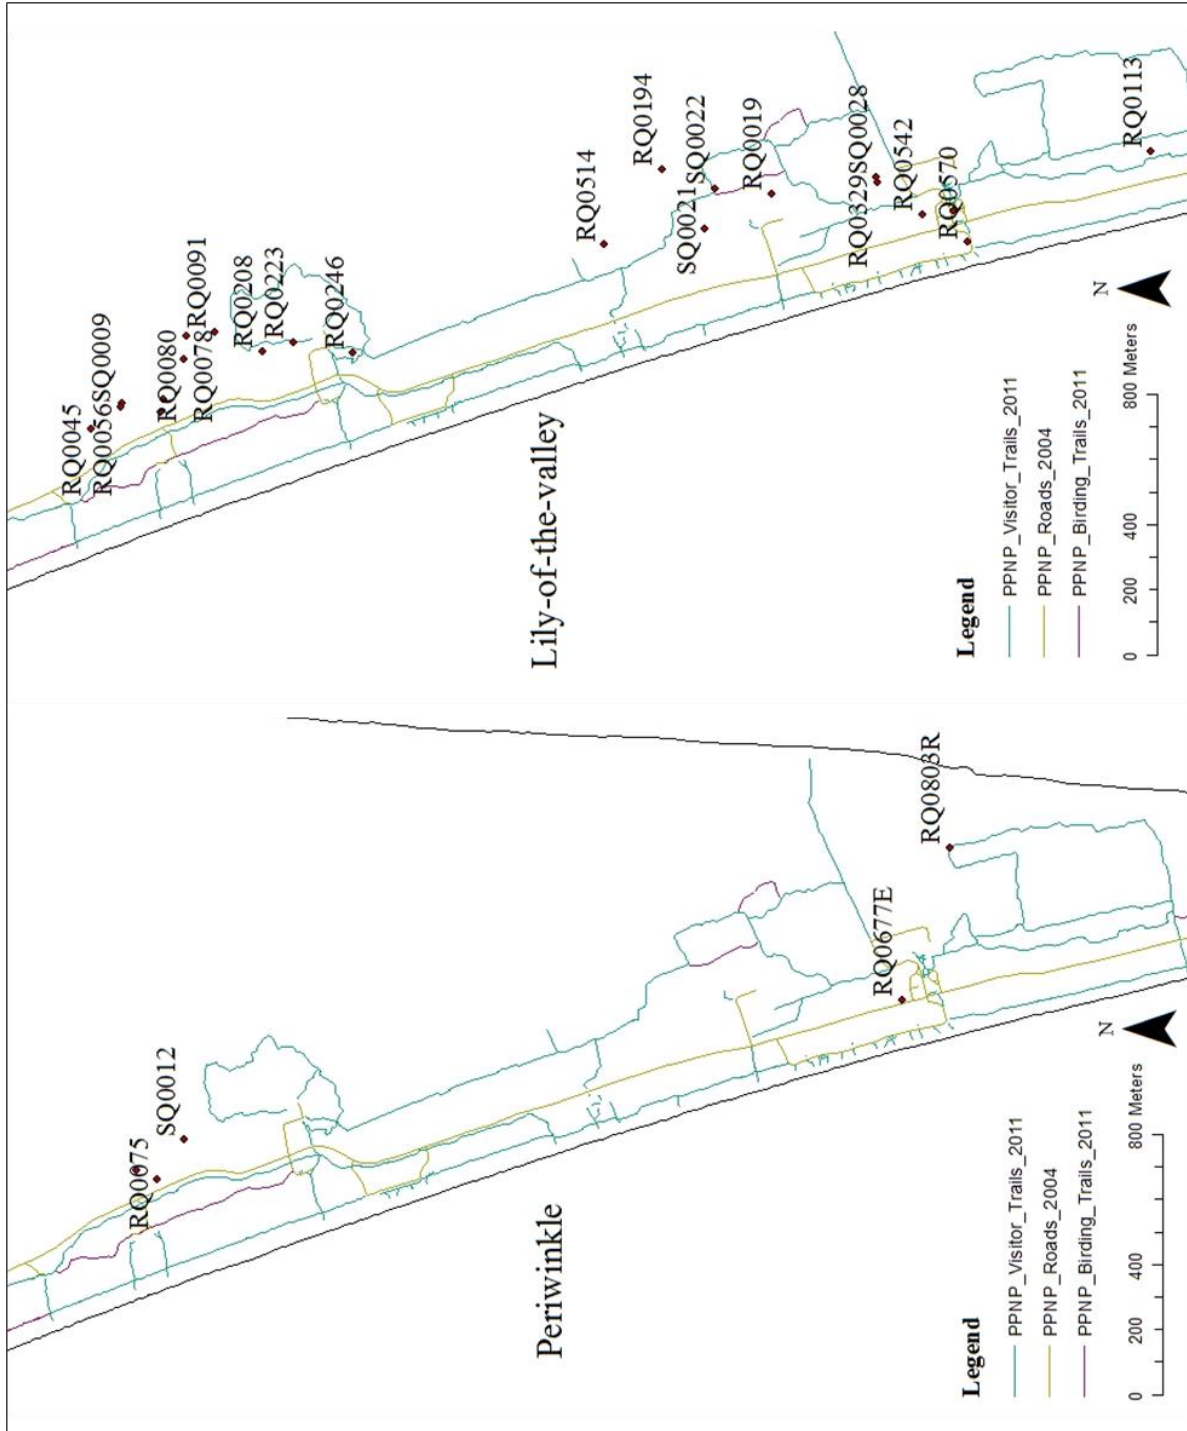 Periwinkle
RQ0075
SQ0012
RQ0677E
RQ0803R
N
Legend
PPNP_Visitor_Trails_2011
PPNP_Roads_2004
PPNP_Birding_Trails_2011
0 200 400 800 Meters
Lily-of-the-valley
RQ0045
RQ0056SQ0009
RQ0080
RQ0078
RQ0091
RQ0208
RQ0223
RQ0246
RQ0514
RQ0194
SQ0021
SQ0022
RQ0019
RQ0329SQ0028
RQ0542
RQ0570
RQ0113
N
Legend
PPNP_Visitor_Trails_2011
PPNP_Roads_2004
PPNP_Birding_Trails_2011
0 200 400 800 Meters